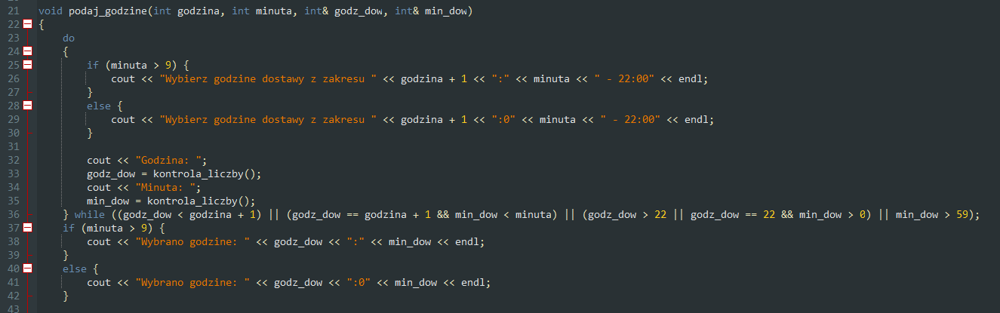 21 void podaj_godzine(int godzina, int minuta, int& godz_dow, int& min_dow)
22 {
23 do
24 {
25 if (minuta > 9) {
26 cout << "Wybierz godzine dostawy z zakresu " << godzina + 1 << ":" << minuta << " - 22:00" << endl;
27 }
28 else {
29 cout << "Wybierz godzine dostawy z zakresu " << godzina + 1 << ":0" << minuta << " - 22:00" << endl;
30 }
31
32 cout << "Godzina: ";
33 godz_dow = kontrola_liczby();
34 cout << "Minuta: ";
35 min_dow = kontrola_liczby();
36 } while ((godz_dow < godzina + 1) || (godz_dow == godzina + 1 && min_dow < minuta) || (godz_dow > 22 || godz_dow == 22 && min_dow > 0) || min_dow > 59);
37 if (minuta > 9) {
38 cout << "Wybrano godzine: " << godz_dow << ":" << min_dow << endl;
39 }
40 else {
41 cout << "Wybrano godzine: " << godz_dow << ":0" << min_dow << endl;
42 }
43